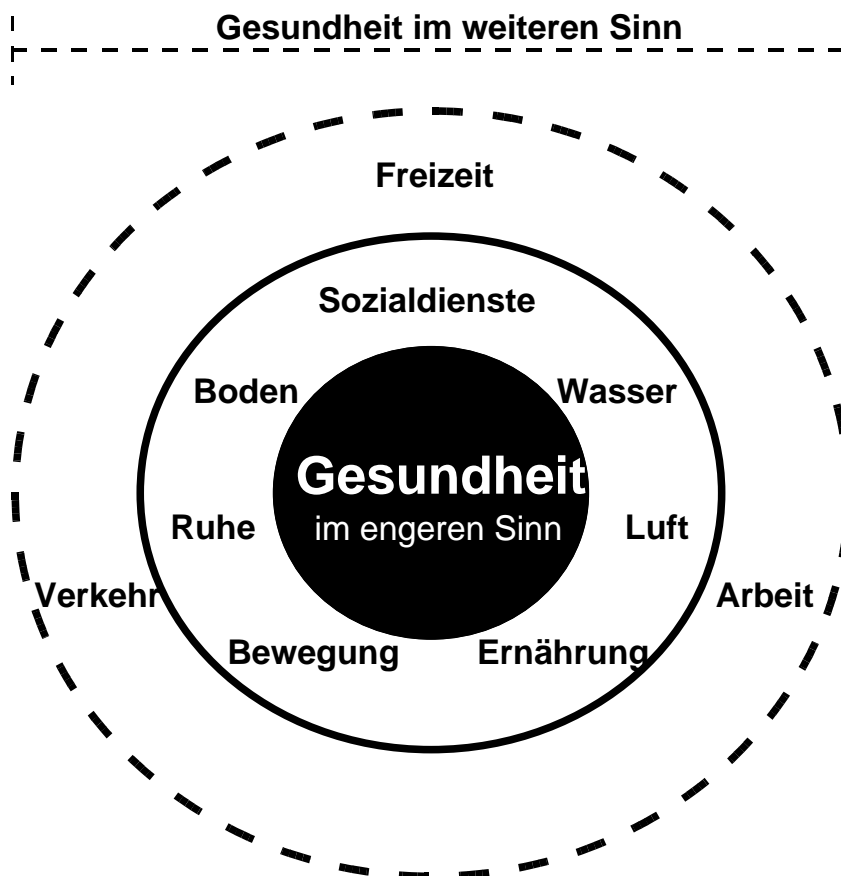 Gesundheit im weiteren Sinn
Freizeit
Sozialdienste
Boden
Wasser
Gesundheit
im engeren Sinn
Ruhe
Luft
Verkehr
Arbeit
Bewegung
Ernährung